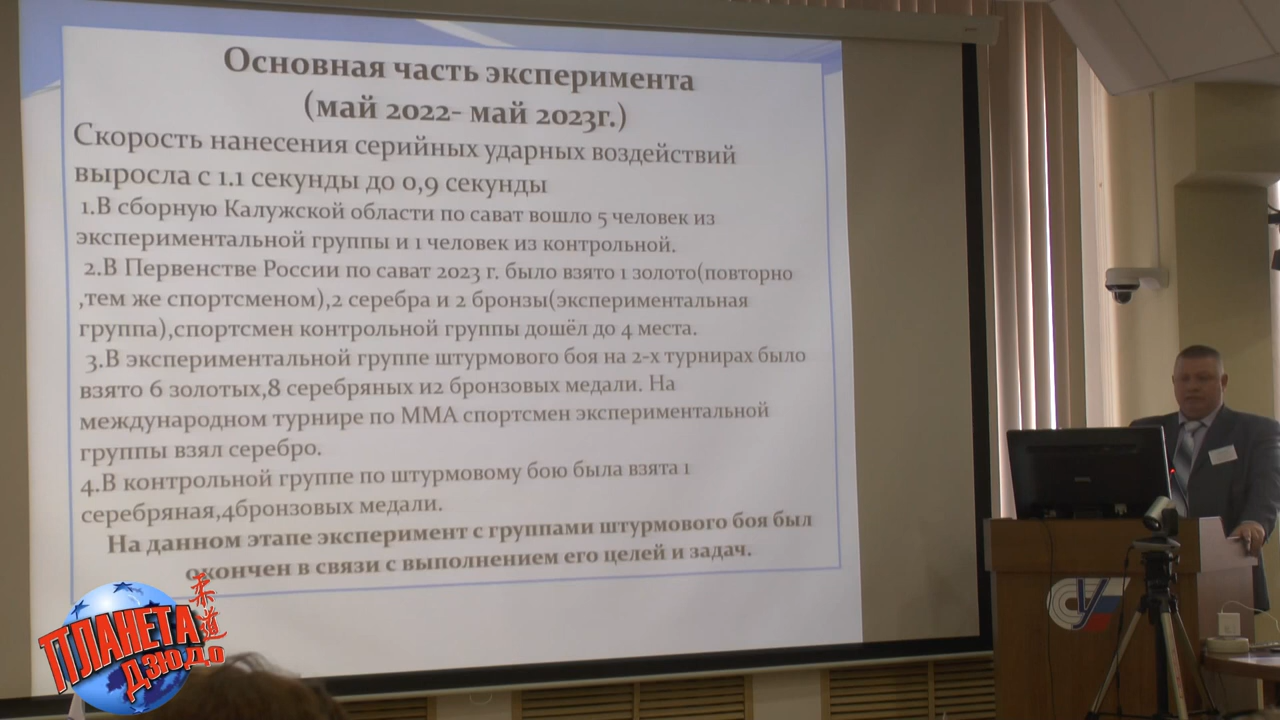 Основная часть эксперимента
(май 2022- май 2023г.)
Скорость нанесения серийных ударных воздействий
выросла с 1.1 секунды до 0,9 секунды
1.В сборную Калужской области по сават вошло 5 человек из
экспериментальной группы и 1 человек из контрольной.
2.В Первенстве России по сават 2023 г. было взято 1 золото(повторно
,тем же спортсменом),2 серебра и 2 бронзы(экспериментальная
группа),спортсмен контрольной группы дошёл до 4 места.
3.В экспериментальной группе штурмового боя на 2-х турнирах было
взято 6 золотых,8 серебряных и2 бронзовых медали. На
международном турнире по ММА спортсмен экспериментальной
группы взял серебро.
4.В контрольной группе по штурмовому бою была взята 1
серебряная,4бронзовых медали.
На данном этапе эксперимент с группами штурмового боя был
окончен в связи с выполнением его целей и задач.
柔道
ПЛАНЕТА
ДЗЮДО
СУ